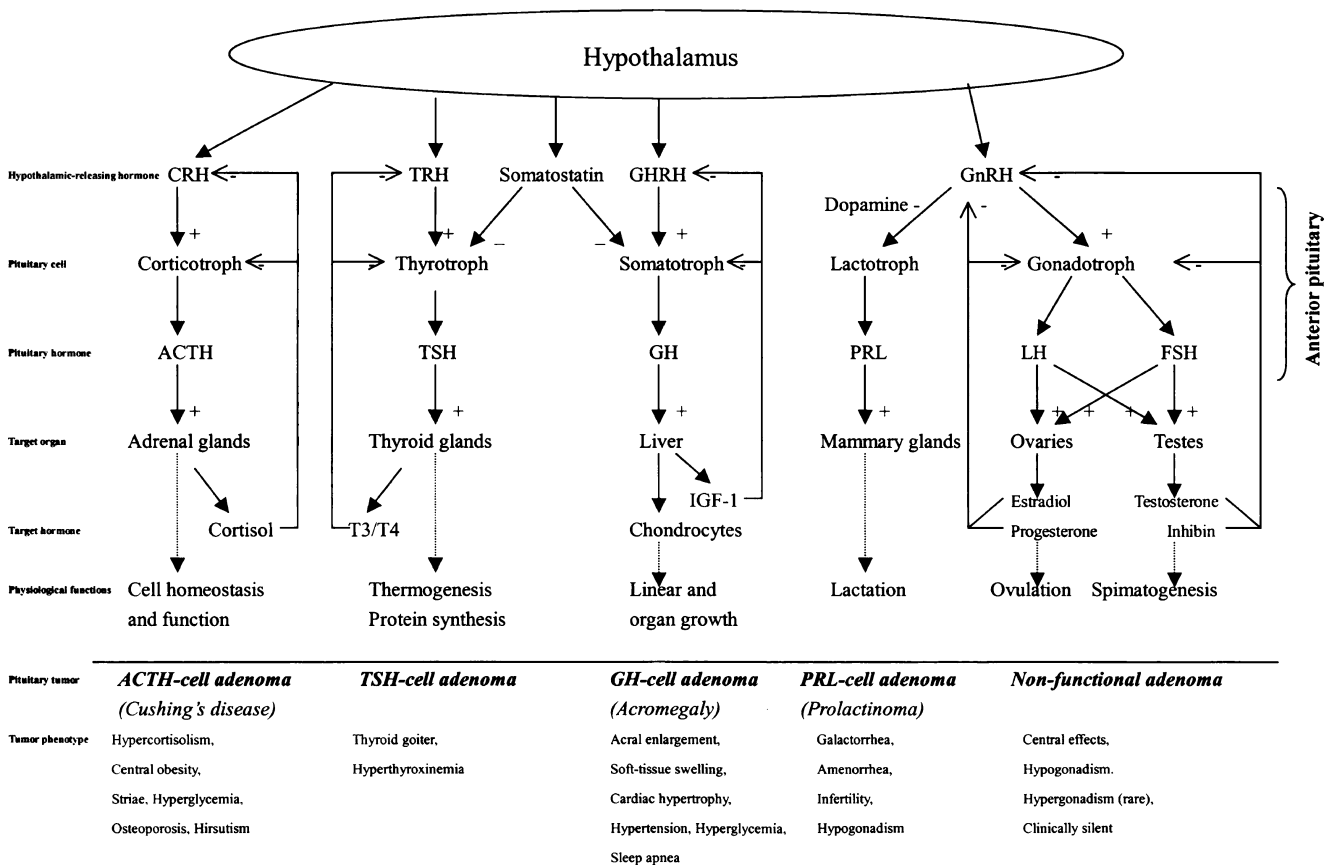 Hypothalamus
Hypothalamic-releasing hormone CRH - - TRH Somatostatin GHRH - GnRH -
Dopamine - -
+ + – – + +
Pituitary cell Corticotroph - - Thyrotroph Somatotroph - Lactotroph - Gonadotroph -
Anterior pituitary
Pituitary hormone ACTH TSH GH PRL LH FSH
+ + + + + + + +
Target organ Adrenal glands Thyroid glands Liver Mammary glands Ovaries Testes
IGF-1 Estradiol Testosterone
Target hormone Cortisol T3/T4 Chondrocytes Progesterone Inhibin
Physiological functions Cell homeostasis Thermogenesis Linear and Lactation Ovulation Spimatogenesis
and function Protein synthesis organ growth
Pituitary tumor ACTH-cell adenoma TSH-cell adenoma GH-cell adenoma PRL-cell adenoma Non-functional adenoma
(Cushing's disease) (Acromegaly) (Prolactinoma)
Tumor phenotype Hypercortisolism, Thyroid goiter, Acral enlargement, Galactorrhea, Central effects,
Central obesity, Hyperthyroxinemia Soft-tissue swelling, Amenorrhea, Hypogonadism.
Striae, Hyperglycemia, Cardiac hypertrophy, Infertility, Hypergonadism (rare),
Osteoporosis, Hirsutism Hypertension, Hyperglycemia, Hypogonadism Clinically silent
Sleep apnea